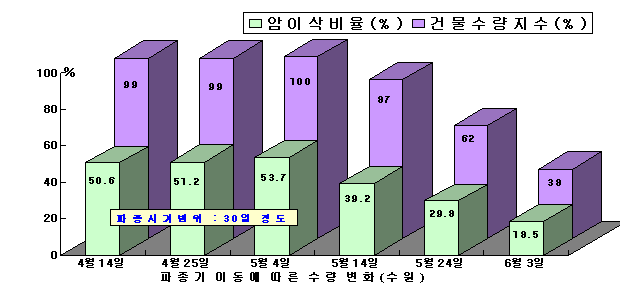 암이삭비율(%) 건물수량지수(%)
100 %
80
60
40
20
0
99 99 100 87 62 38
50.6 51.2 53.7 39.2 29.8 18.5
파종시기범위 : 30일 정도
4월 14일 4월 25일 5월 4일 5월 14일 5월 24일 6월 3일
파종기 이동에 따른 수량 변화(수일)